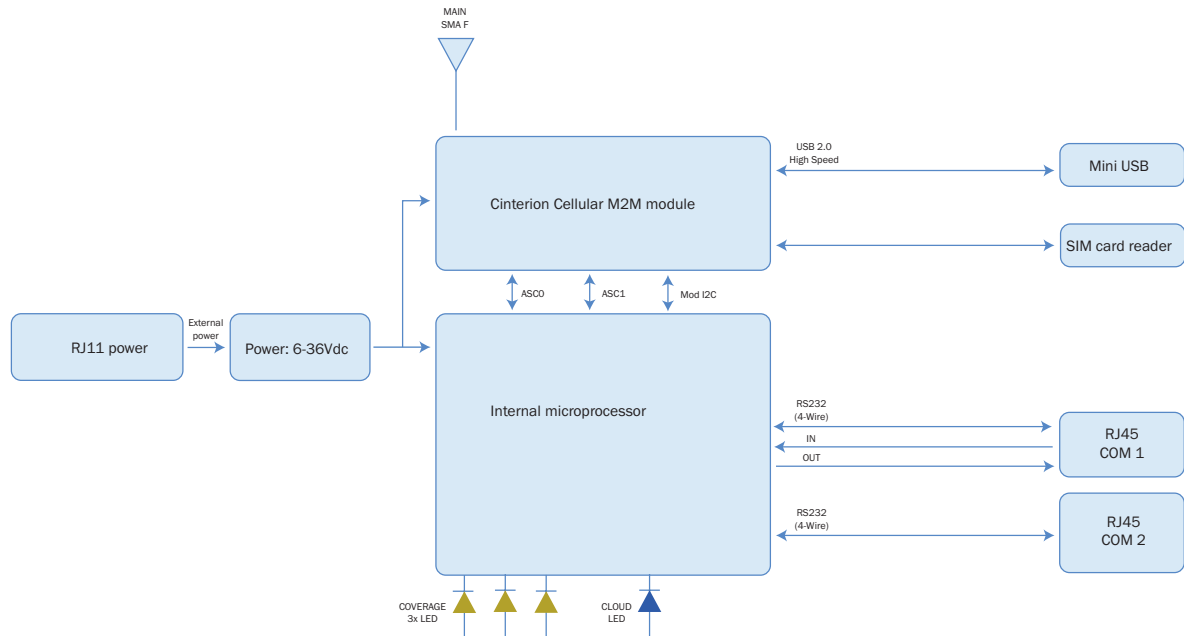 MAIN
SMA F
USB 2.0
High Speed
Mini USB
Cinterion Cellular M2M module
SIM card reader
ASC0
ASC1
Mod I2C
External
power
RJ11 power
Power: 6-36Vdc
Internal microprocessor
RS232
(4-Wire)
IN
OUT
RJ45
COM 1
RS232
(4-Wire)
RJ45
COM 2
COVERAGE
3x LED
CLOUD
LED